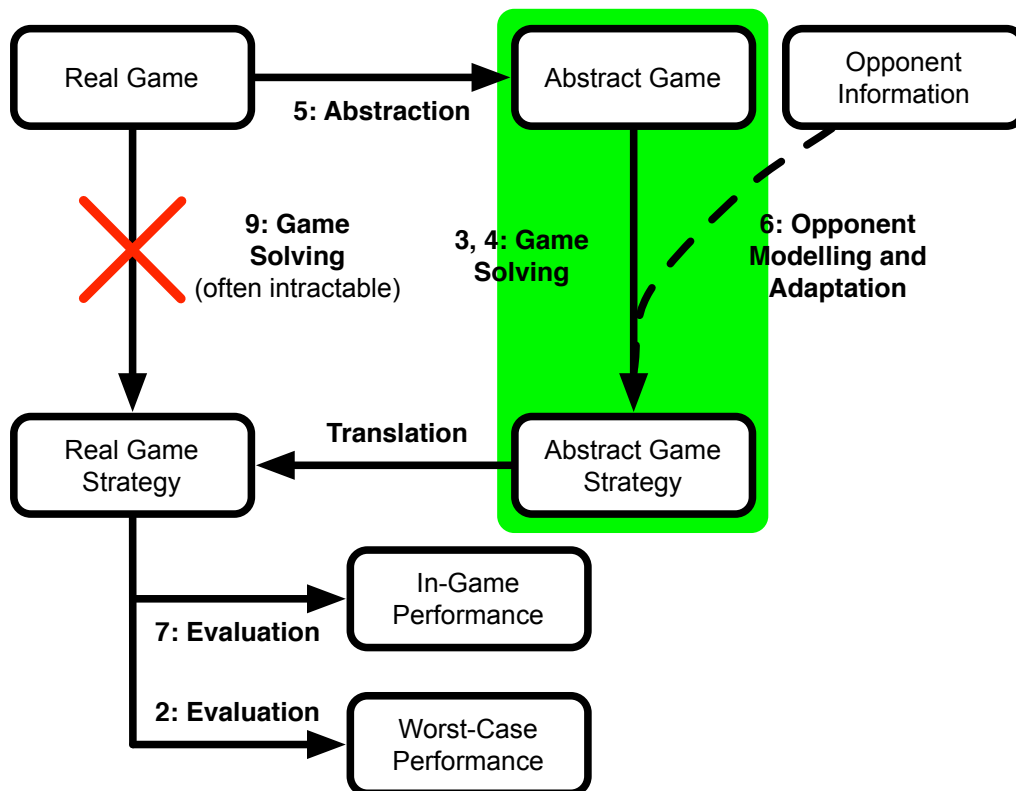 Real Game
Abstract Game
Opponent
Information
5: Abstraction
9: Game
Solving
(often intractable)
3, 4: Game
Solving
6: Opponent
Modelling and
Adaptation
Real Game
Strategy
Translation
Abstract Game
Strategy
In-Game
Performance
7: Evaluation
2: Evaluation
Worst-Case
Performance